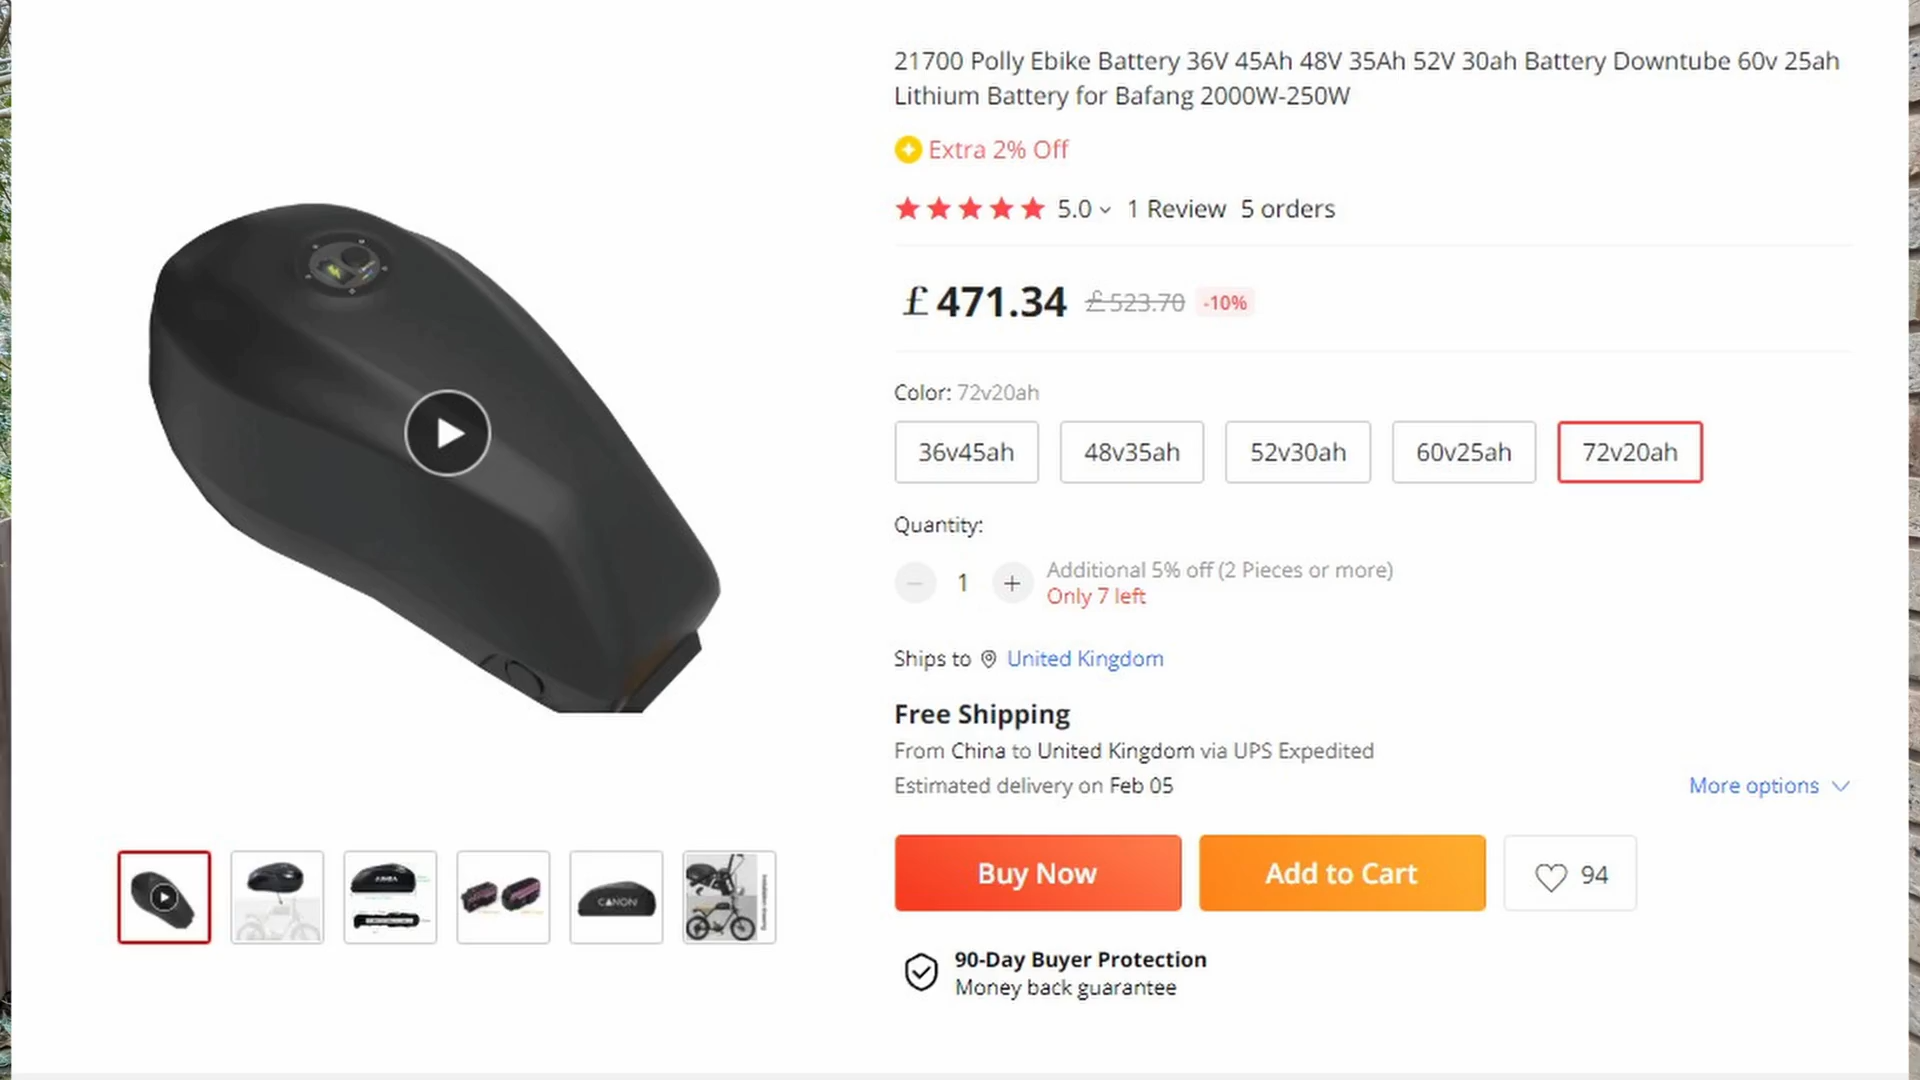 21700 Polly Ebike Battery 36V 45Ah 48V 35Ah 52V 30ah Battery Downtube 60v 25ah
Lithium Battery for Bafang 2000W-250W
Extra 2% Off
5.0 1 Review 5 orders
£471.34 £523.70 -10%
Color: 72v20ah
36v45ah 48v35ah 52v30ah 60v25ah 72v20ah
Quantity:
1
Additional 5% off (2 Pieces or more)
Only 7 left
Ships to United Kingdom
Free Shipping
From China to United Kingdom via UPS Expedited
Estimated delivery on Feb 05 More options
CANON
Buy Now Add to Cart 94
90-Day Buyer Protection
Money back guarantee